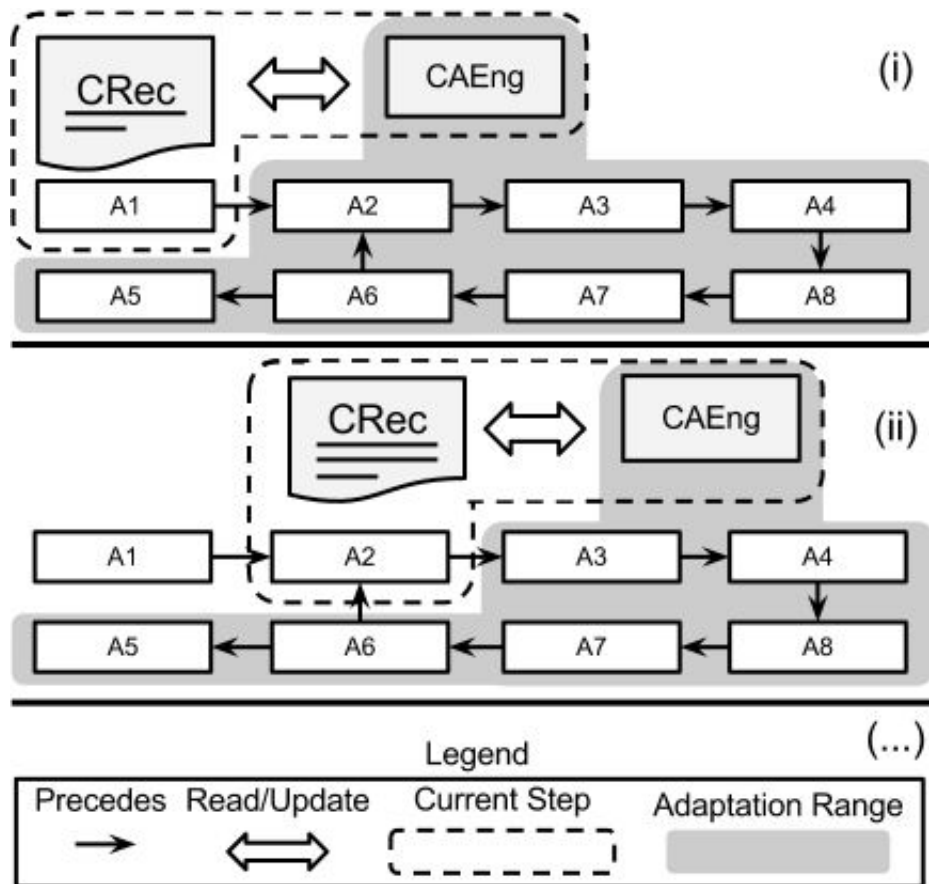 CRec
CAEng
(i)
A1
A2
A3
A4
A5
A6
A7
A8
CRec
CAEng
(ii)
A1
A2
A3
A4
A5
A6
A7
A8
(...)
Legend
Precedes
Read/Update
Current Step
Adaptation Range